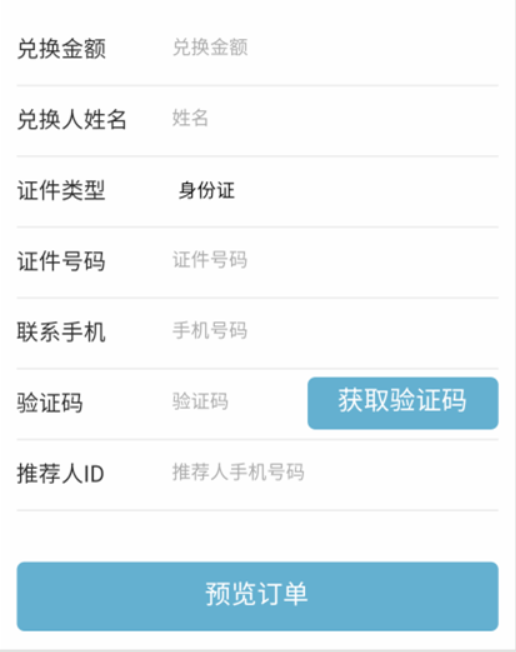 兑换金额 兑换金额
兑换人姓名 姓名
证件类型 身份证
证件号码 证件号码
联系手机 手机号码
验证码 验证码 获取验证码
推荐人ID 推荐人手机号码
预览订单